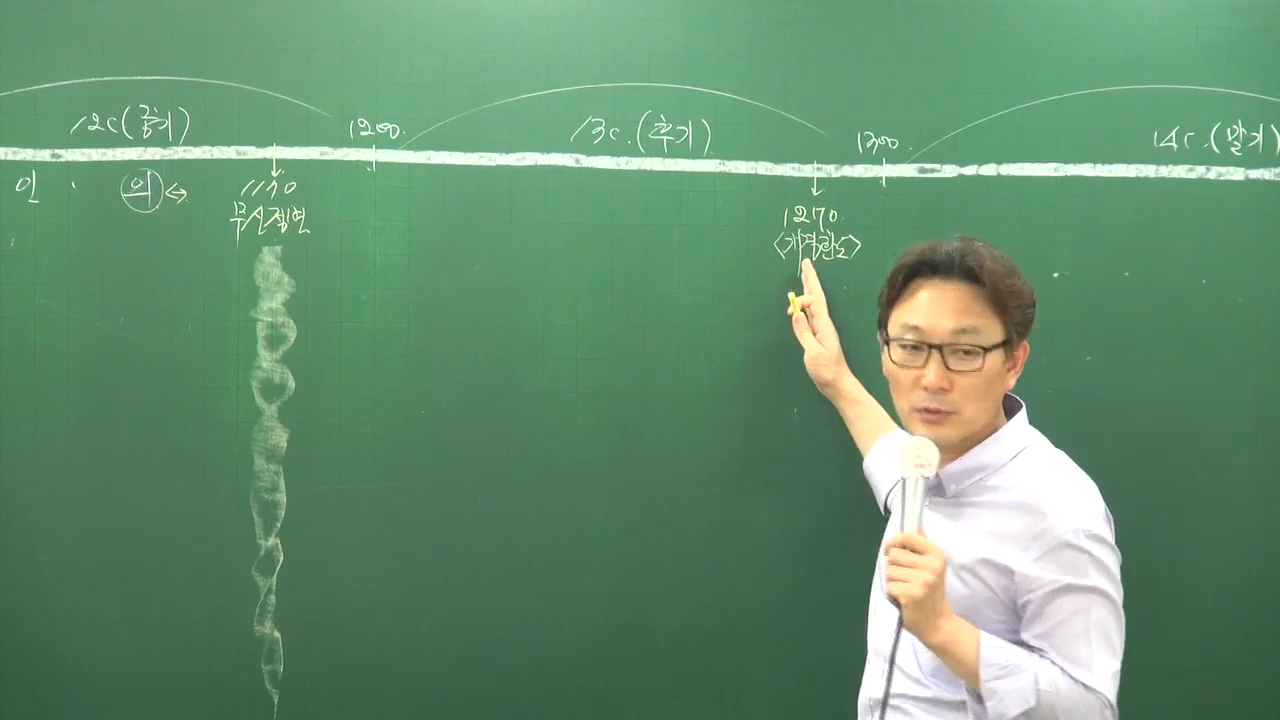 12C(중기)
1200.
13C.(후기)
1300.
14C.(말기)
인 · 의 ↔
1170
무신정변
1270.
<개경환도>